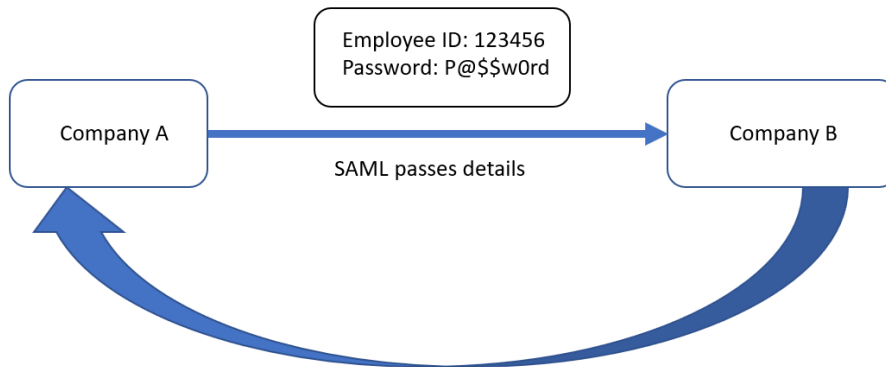 Employee ID: 123456
Password: P@$$w0rd
Company A
Company B
SAML passes details